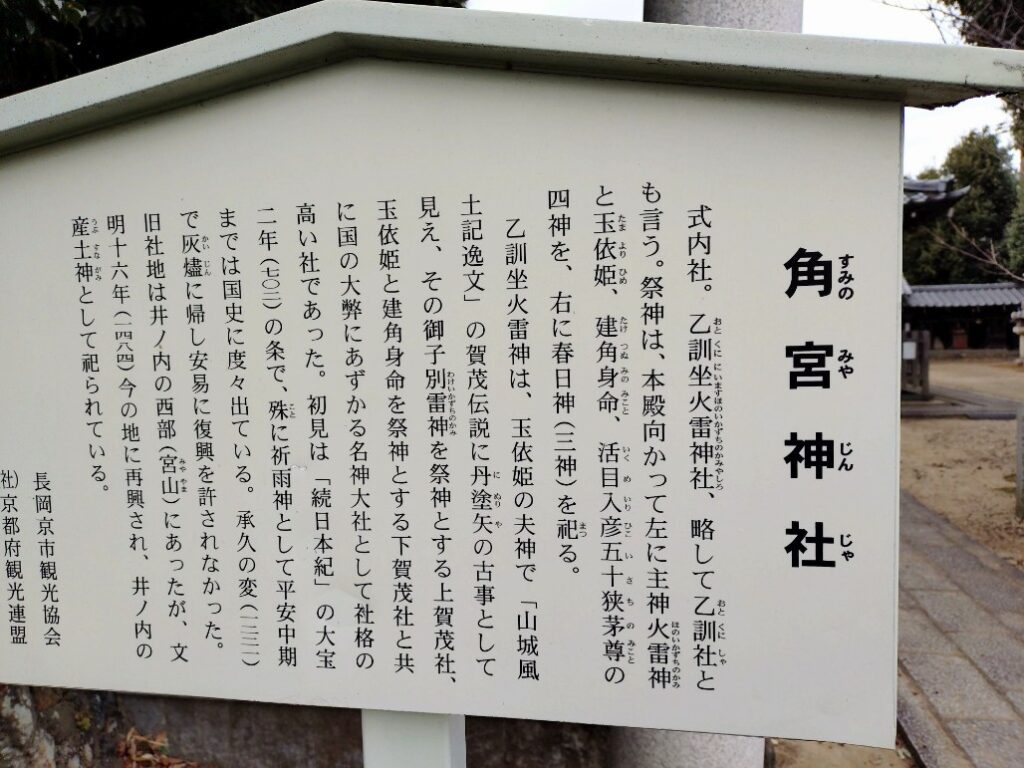 角宮神社
式内社。乙訓坐火雷神社、略して乙訓社と
も言う。祭神は、本殿向かって左に主神火雷神
と玉依姫、建角身命、活目入彦五十狭茅尊の
四神を、右に春日神(三神)を祀る。
乙訓坐火雷神は、玉依姫の夫神で「山城風
土記逸文」の賀茂伝説に丹塗矢の古事として
見え、その御子別雷神を祭神とする上賀茂社、
玉依姫と建角身命を祭神とする下賀茂社と共
に国の大弊にあずかる名神大社として社格の
高い社であった。初見は「続日本紀」の大宝
二年(七〇二)の条で、殊に祈雨神として平安中期
までは国史に度々出ている。承久の変(一二二一)
で灰燼に帰し安易に復興を許されなかった。
旧社地は井ノ内の西部(宮山)にあったが、文
明十六年(一四八四)今の地に再興され、井ノ内の
産土神として祀られている。
長岡京市観光協会
社)京都府観光連盟